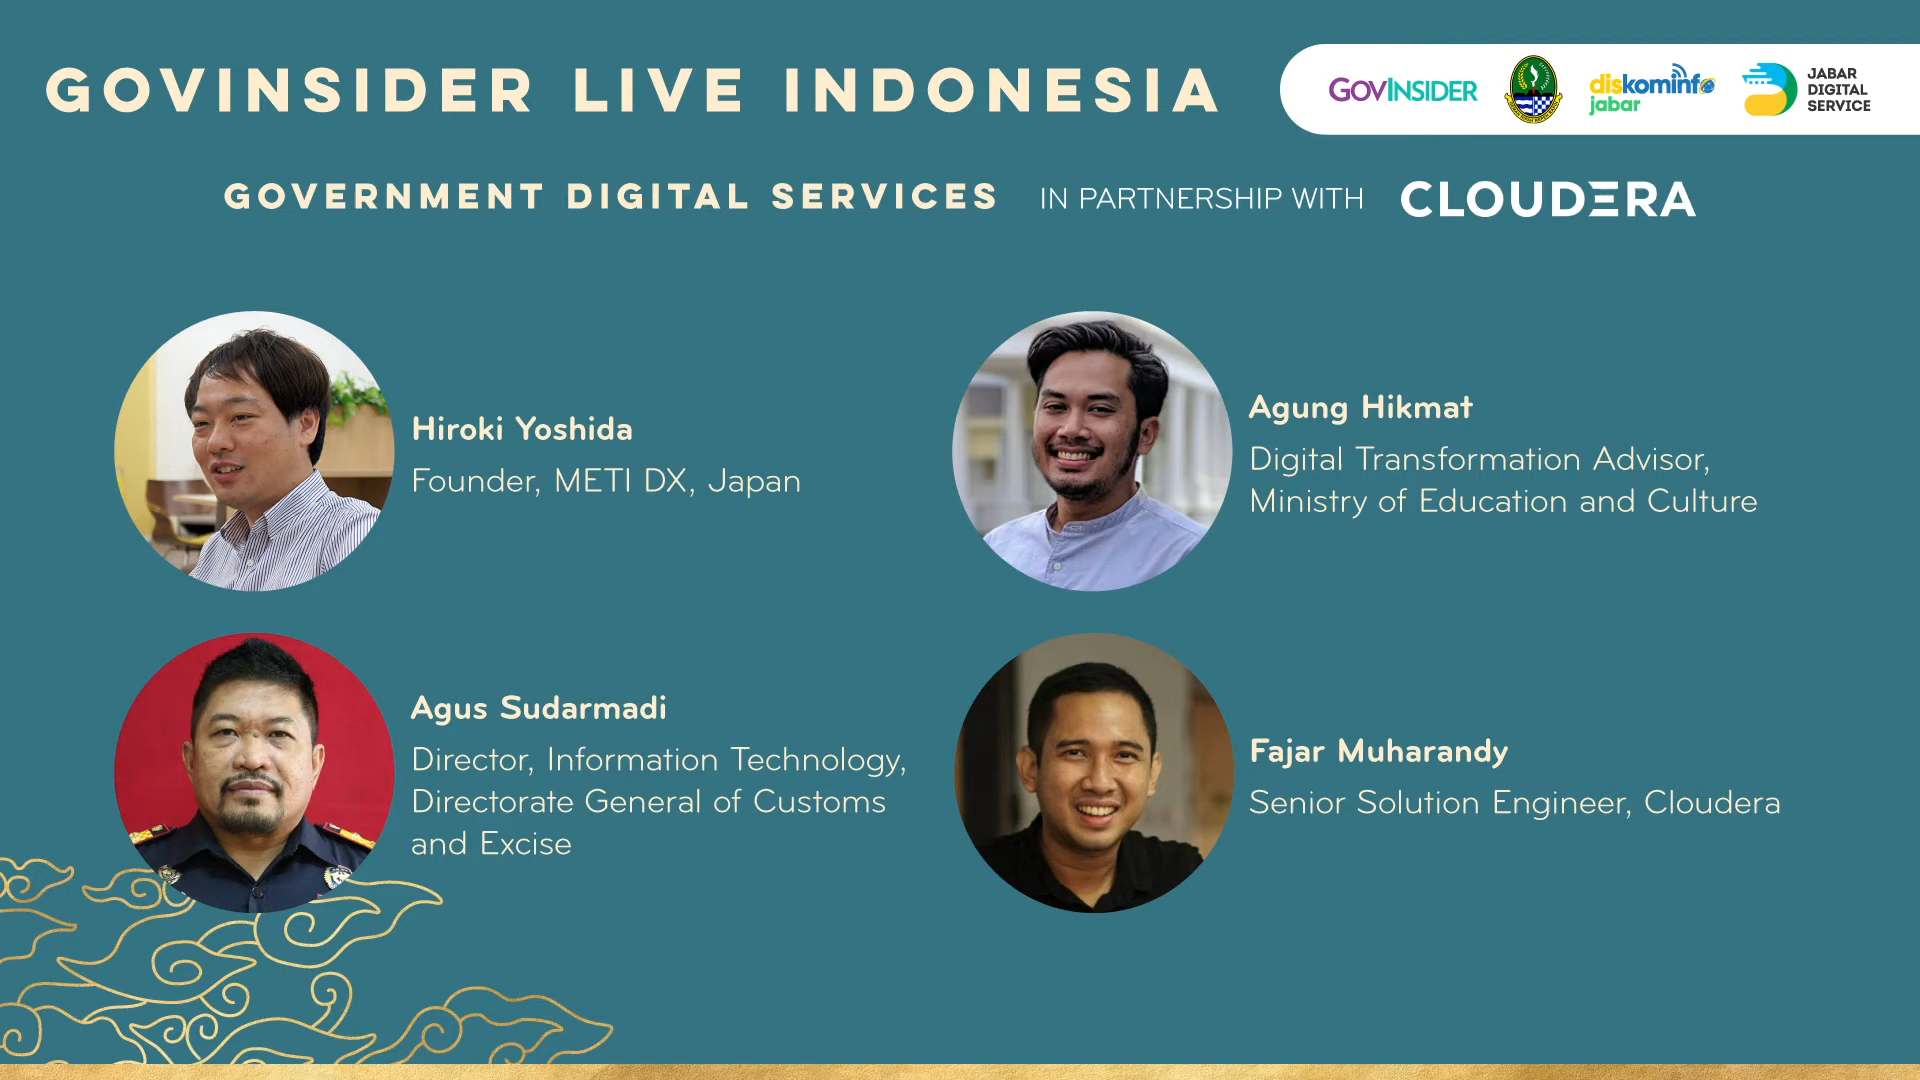 GOVINSIDER LIVE INDONESIA
GOVINSIDER
diskominfo
jabar
JABAR
DIGITAL
SERVICE
GOVERNMENT DIGITAL SERVICES IN PARTNERSHIP WITH CLOUDERA
Hiroki Yoshida
Founder, METI DX, Japan
Agung Hikmat
Digital Transformation Advisor,
Ministry of Education and Culture
Agus Sudarmadi
Director, Information Technology,
Directorate General of Customs
and Excise
Fajar Muharandy
Senior Solution Engineer, Cloudera